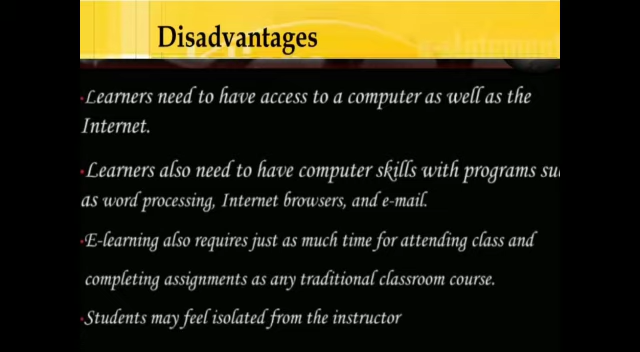 Disadvantages
•Learners need to have access to a computer as well as the
Internet.
•Learners also need to have computer skills with programs su
as word processing, Internet browsers, and e-mail.
•E-learning also requires just as much time for attending class and
completing assignments as any traditional classroom course.
•Students may feel isolated from the instructor